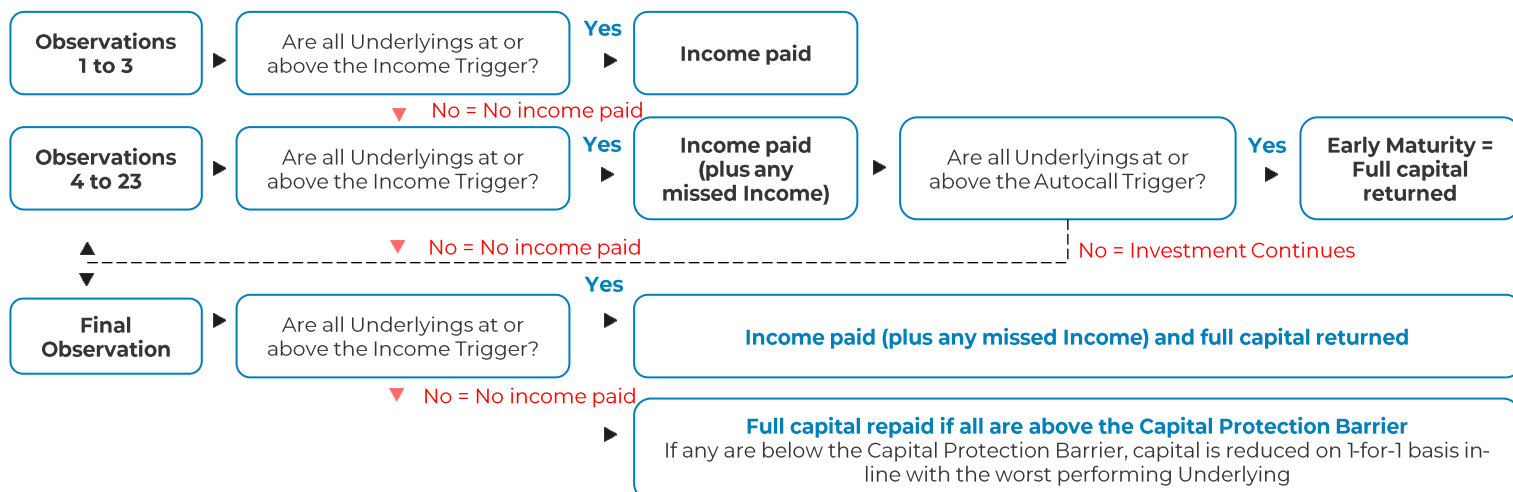 Observations
1 to 3
Are all Underlyings at or
above the Income Trigger?
Yes
Income paid
No = No income paid
Observations
4 to 23
Are all Underlyings at or
above the Income Trigger?
Yes
Income paid
(plus any
missed Income)
Are all Underlyings at or
above the Autocall Trigger?
Yes
Early Maturity =
Full capital
returned
No = No income paid
No = Investment Continues
Final
Observation
Are all Underlyings at or
above the Income Trigger?
Yes
Income paid (plus any missed Income) and full capital returned
No = No income paid
Full capital repaid if all are above the Capital Protection Barrier
If any are below the Capital Protection Barrier, capital is reduced on 1-for-1 basis in-
line with the worst performing Underlying